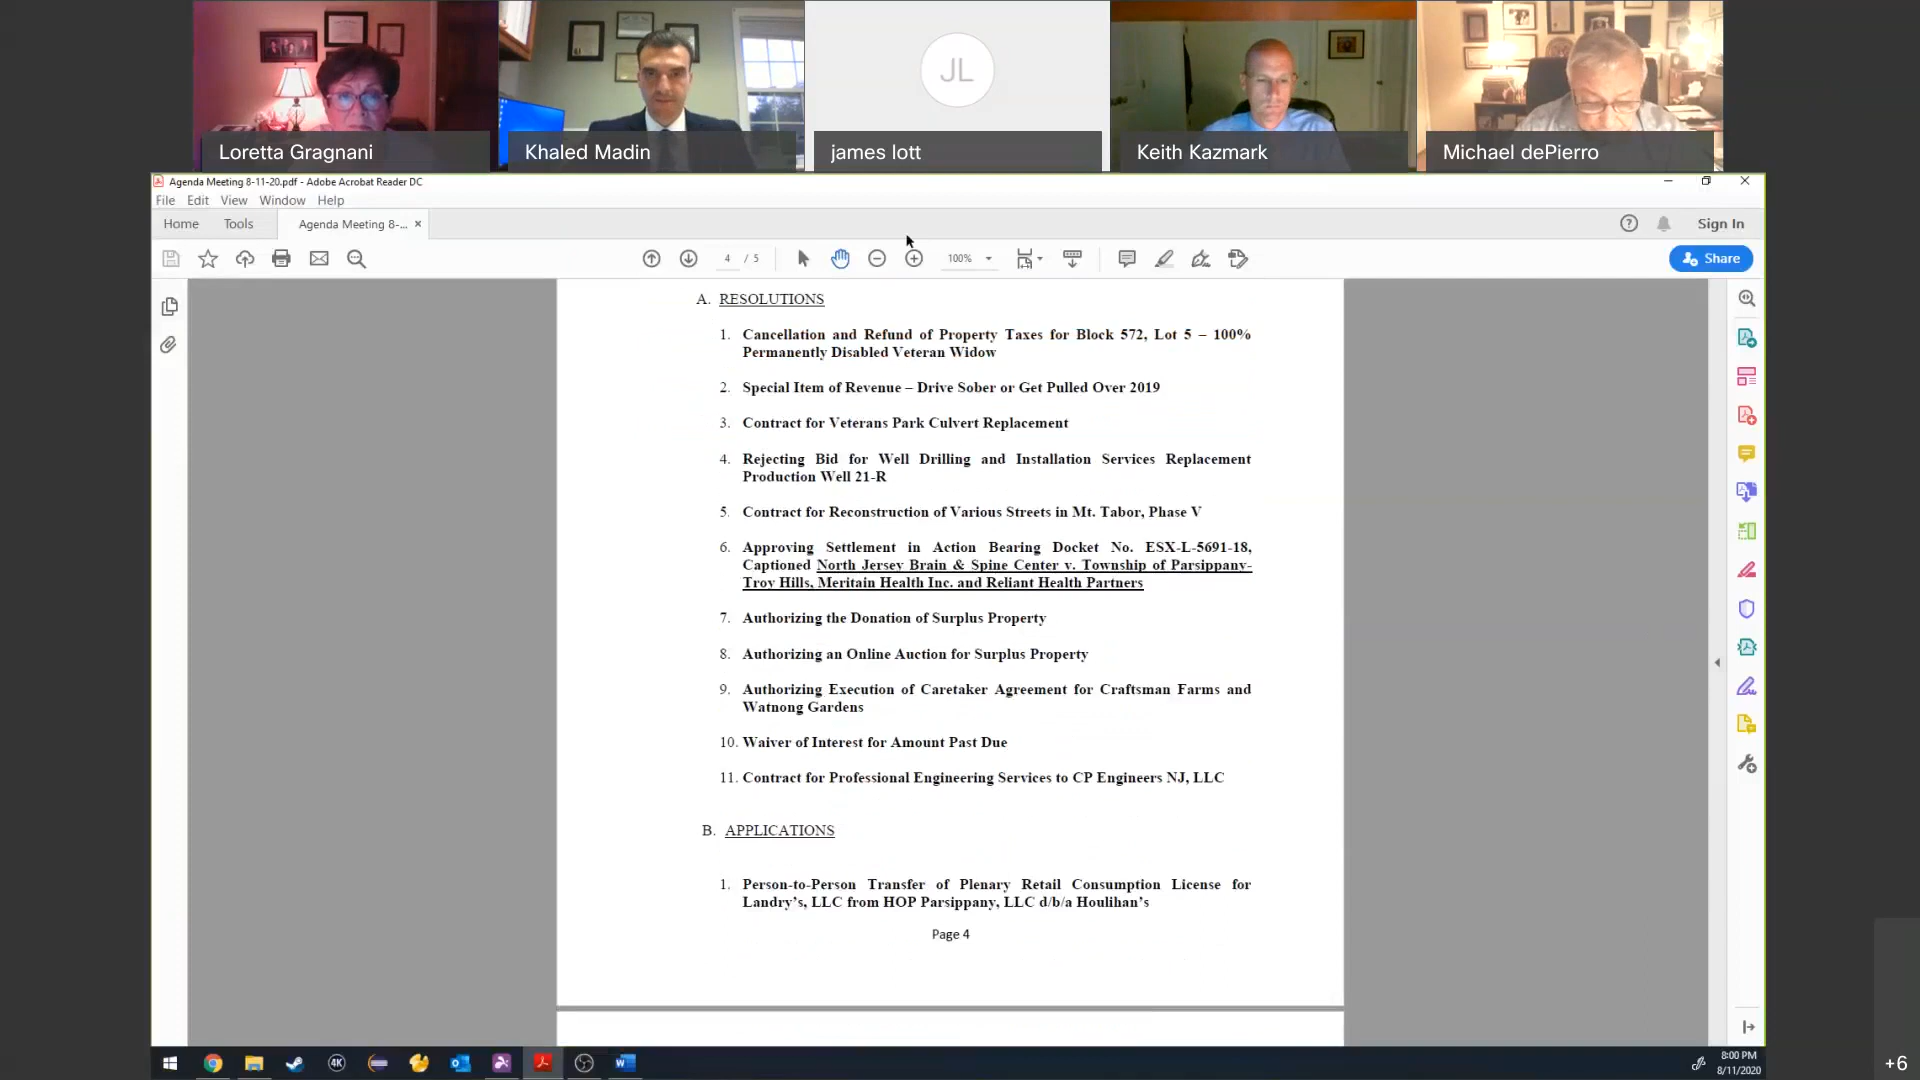 JL
Loretta Gragnani
Khaled Madin
james lott
Keith Kazmark
Michael dePierro
Agenda Meeting 8-11-20.pdf - Adobe Acrobat Reader DC
File Edit View Window Help
Home Tools Agenda Meeting 8-... × Sign In
4 / 5 100% Share
A. RESOLUTIONS
1. Cancellation and Refund of Property Taxes for Block 572, Lot 5 – 100%
Permanently Disabled Veteran Widow
2. Special Item of Revenue – Drive Sober or Get Pulled Over 2019
3. Contract for Veterans Park Culvert Replacement
4. Rejecting Bid for Well Drilling and Installation Services Replacement
Production Well 21-R
5. Contract for Reconstruction of Various Streets in Mt. Tabor, Phase V
6. Approving Settlement in Action Bearing Docket No. ESX-L-5691-18,
Captioned North Jersey Brain & Spine Center v. Township of Parsippany-
Troy Hills, Meritain Health Inc. and Reliant Health Partners
7. Authorizing the Donation of Surplus Property
8. Authorizing an Online Auction for Surplus Property
9. Authorizing Execution of Caretaker Agreement for Craftsman Farms and
Watnong Gardens
10. Waiver of Interest for Amount Past Due
11. Contract for Professional Engineering Services to CP Engineers NJ, LLC
B. APPLICATIONS
1. Person-to-Person Transfer of Plenary Retail Consumption License for
Landry's, LLC from HOP Parsippany, LLC d/b/a Houlihan's
Page 4
4K
8:00 PM
8/11/2020
+6